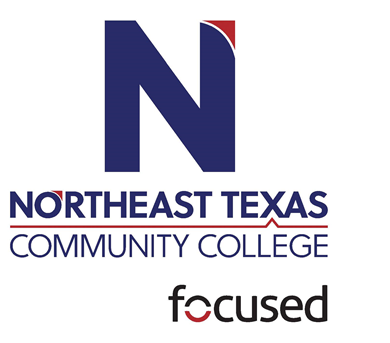 N
NORTHEAST TEXAS
COMMUNITY COLLEGE
focused